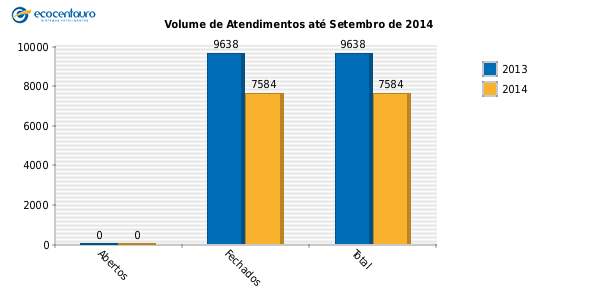 ecocentauro
Volume de Atendimentos até Setembro de 2014
10000
8000
6000
4000
2000
0
0
0
9638
7584
9638
7584
Abertos
Fechados
Total
2013
2014